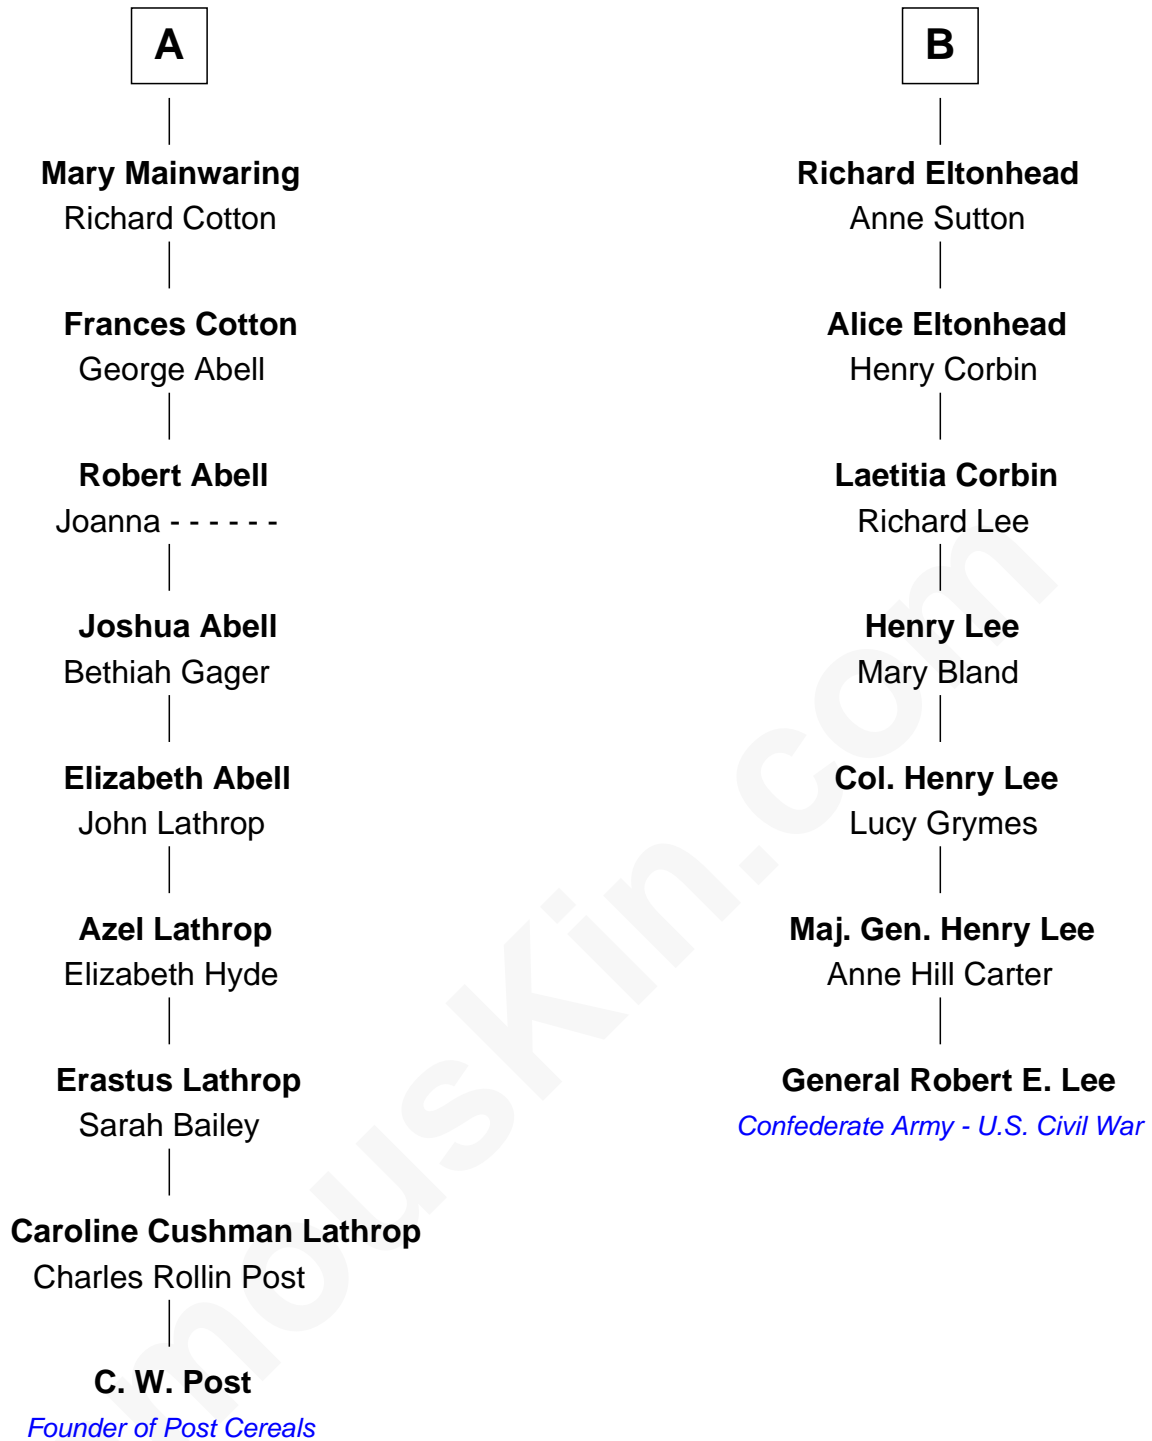 A
Mary Mainwaring
Richard Cotton
Frances Cotton
George Abell
Robert Abell
Joanna - - - - - -
Joshua Abell
Bethiah Gager
Elizabeth Abell
John Lathrop
Azel Lathrop
Elizabeth Hyde
Erastus Lathrop
Sarah Bailey
Caroline Cushman Lathrop
Charles Rollin Post
C. W. Post
Founder of Post Cereals
B
Richard Eltonhead
Anne Sutton
Alice Eltonhead
Henry Corbin
Laetitia Corbin
Richard Lee
Henry Lee
Mary Bland
Col. Henry Lee
Lucy Grymes
Maj. Gen. Henry Lee
Anne Hill Carter
General Robert E. Lee
Confederate Army - U.S. Civil War
mousKin.com